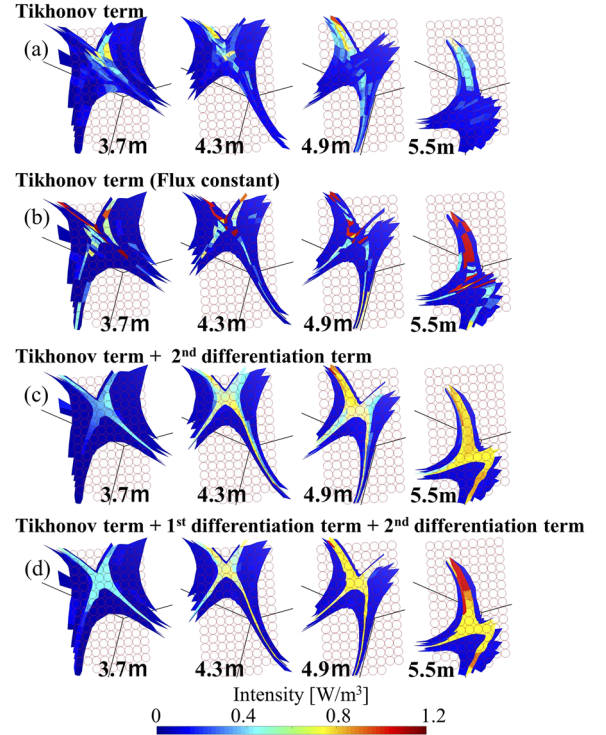 Tikhonov term
(a)
3.7m 4.3m 4.9m 5.5m
Tikhonov term (Flux constant)
(b)
3.7m 4.3m 4.9m 5.5m
Tikhonov term + 2nd differentiation term
(c)
3.7m 4.3m 4.9m 5.5m
Tikhonov term + 1st differentiation term + 2nd differentiation term
(d)
3.7m 4.3m 4.9m 5.5m
Intensity [W/m³]
0 0.4 0.8 1.2